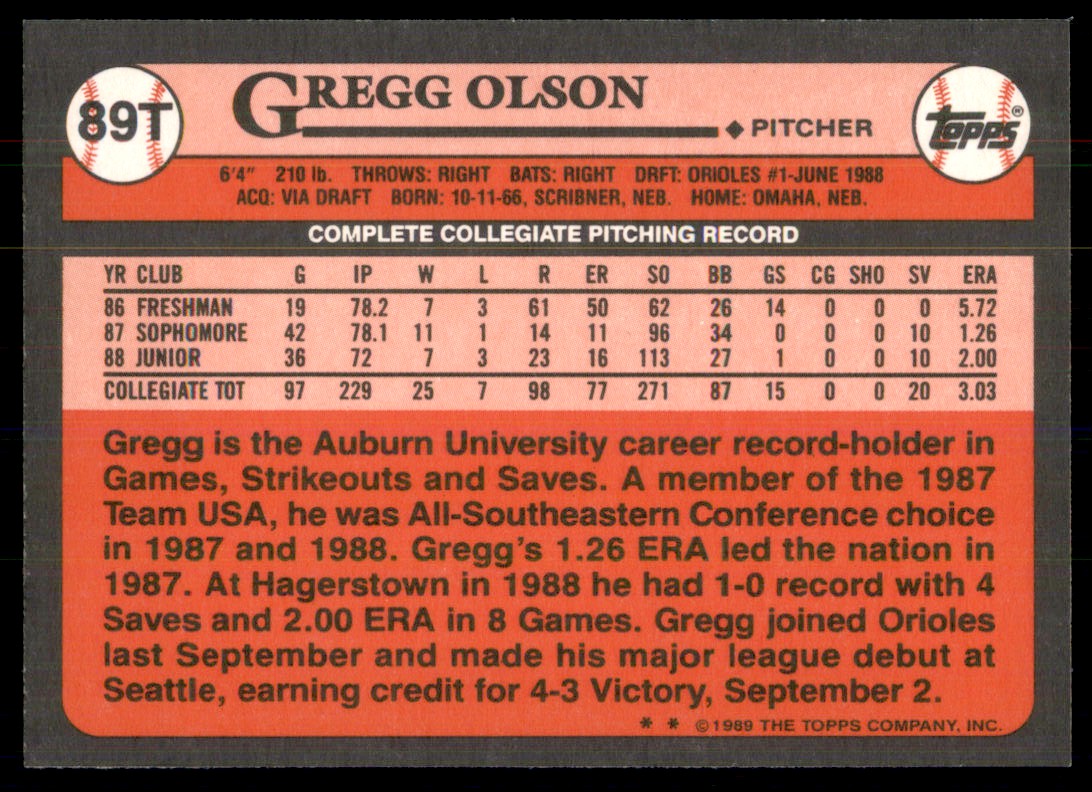 89T
GREGG OLSON
◆ PITCHER
TOPPS®
6'4" 210 lb. THROWS: RIGHT BATS: RIGHT DRFT: ORIOLES #1-JUNE 1988
ACQ: VIA DRAFT BORN: 10-11-66, SCRIBNER, NEB. HOME: OMAHA, NEB.
COMPLETE COLLEGIATE PITCHING RECORD
YR CLUB G IP W L R ER SO BB GS CG SHO SV ERA
86 FRESHMAN 19 78.2 7 3 61 50 62 26 14 0 0 0 5.72
87 SOPHOMORE 42 78.1 11 1 14 11 96 34 0 0 0 10 1.26
88 JUNIOR 36 72 7 3 23 16 113 27 1 0 0 10 2.00
COLLEGIATE TOT 97 229 25 7 98 77 271 87 15 0 0 20 3.03
Gregg is the Auburn University career record-holder in
Games, Strikeouts and Saves. A member of the 1987
Team USA, he was All-Southeastern Conference choice
in 1987 and 1988. Gregg's 1.26 ERA led the nation in
1987. At Hagerstown in 1988 he had 1-0 record with 4
Saves and 2.00 ERA in 8 Games. Gregg joined Orioles
last September and made his major league debut at
Seattle, earning credit for 4-3 Victory, September 2.
* * ©1989 THE TOPPS COMPANY, INC.